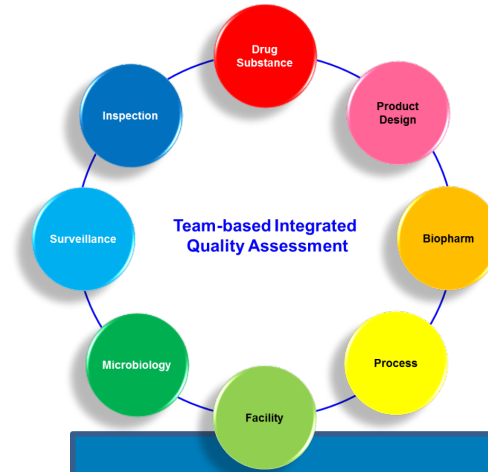 Drug
Substance
Product
Design
Inspection
Team-based Integrated
Quality Assessment
Surveillance
Biopharm
Microbiology
Process
Facility